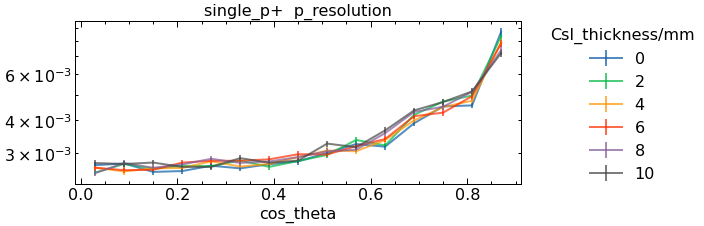 single_p+ p_resolution
6 × 10⁻³
4 × 10⁻³
3 × 10⁻³
0.0 0.2 0.4 0.6 0.8
cos_theta
Csl_thickness/mm
0
2
4
6
8
10